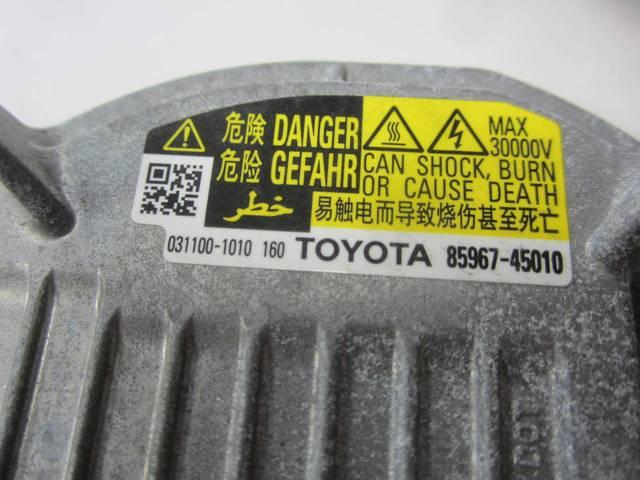 危険 DANGER
危险 GEFAHR
خطر
MAX
30000V
CAN SHOCK, BURN
OR CAUSE DEATH
易触电而导致烧伤甚至死亡
031100-1010 160 TOYOTA 85967-45010